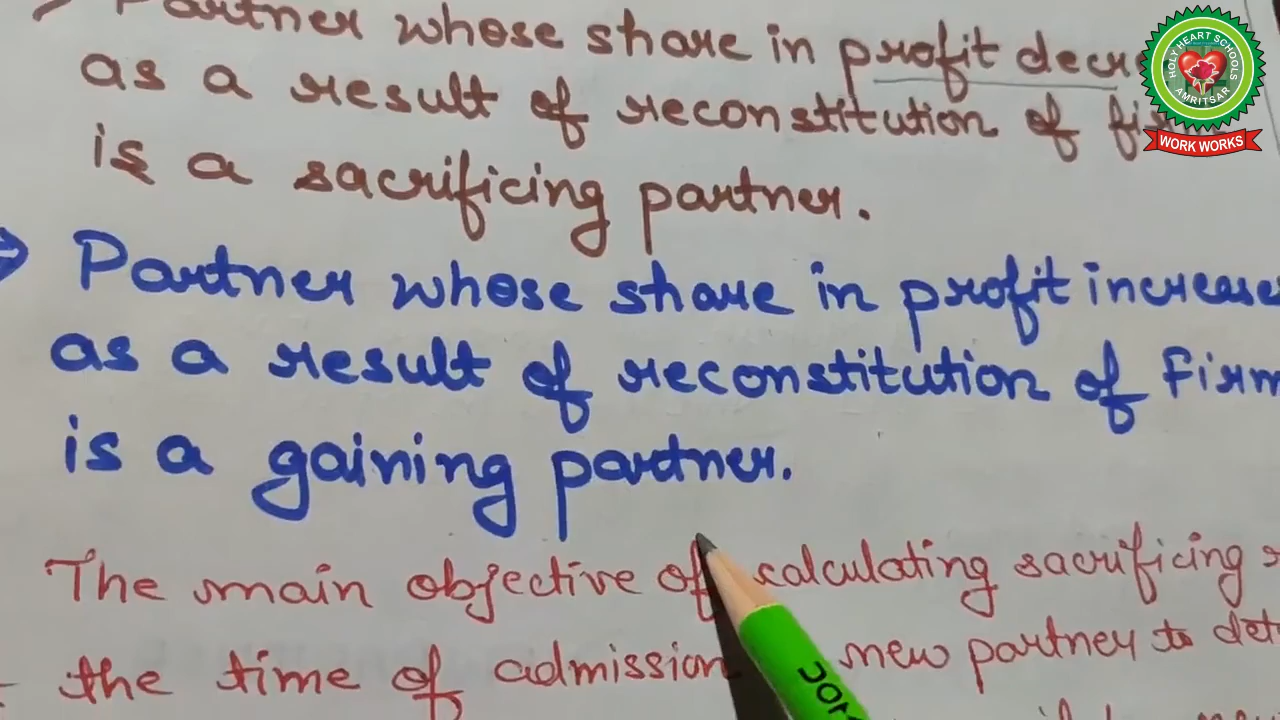 Partner whose share in profit decre
as a result of reconstitution of fir
is a sacrificing partner.
Partner whose share in profit increase
as a result of reconstitution of Firm
is a gaining partner.
The main objective of calculating sacrificing
the time of admission new partner to det
HOLY HEART SCHOOLS
AMRITSAR
WORK WORKS